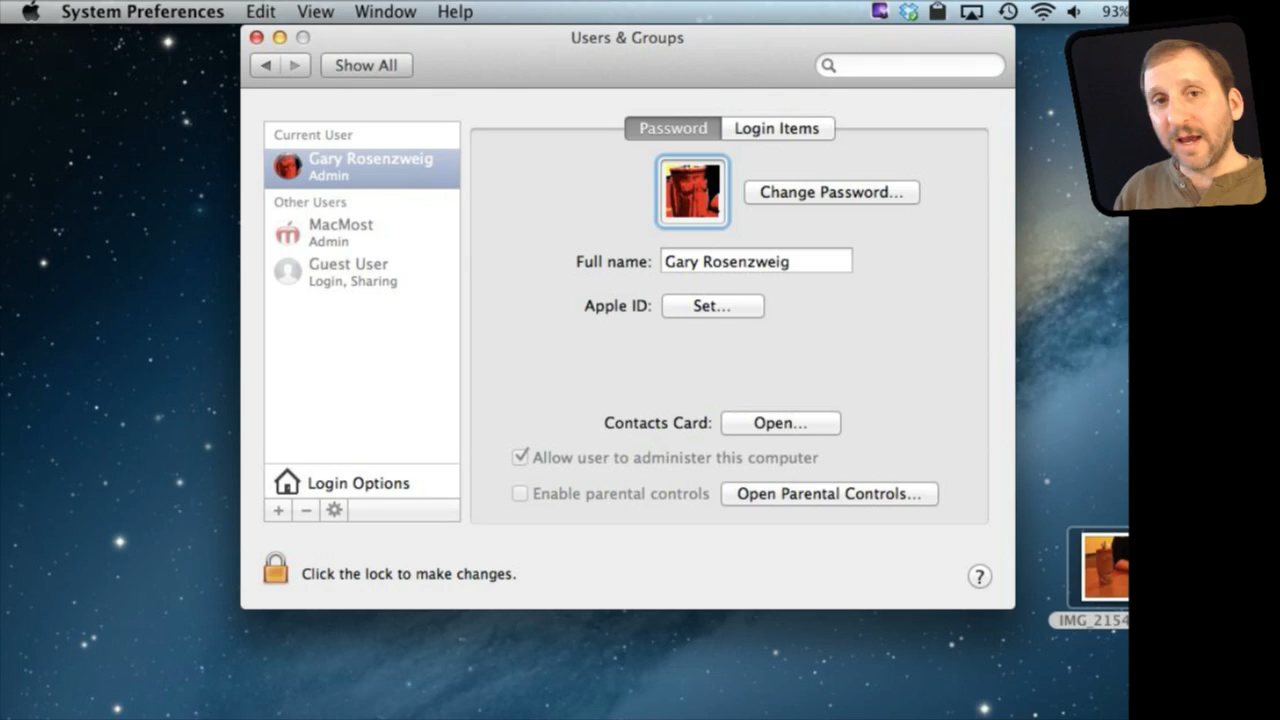 System Preferences Edit View Window Help 93%
Users & Groups
Show All
Password Login Items
Current User
Gary Rosenzweig
Admin
Other Users
MacMost
Admin
Guest User
Login, Sharing
Login Options
+ −
Change Password...
Full name: Gary Rosenzweig
Apple ID: Set...
Contacts Card: Open...
Allow user to administer this computer
Enable parental controls Open Parental Controls...
Click the lock to make changes.
?
IMG_2154